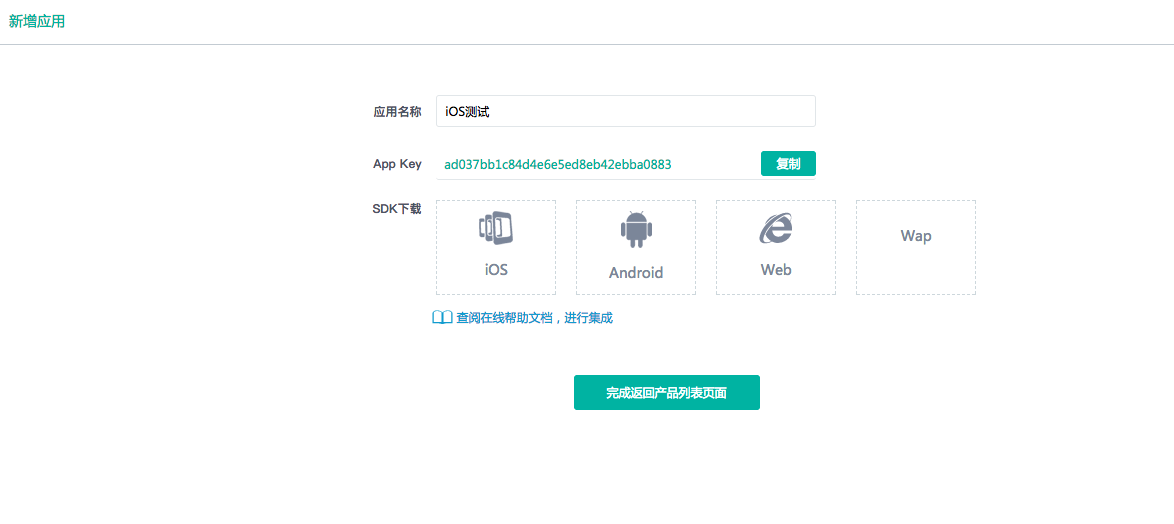 新增应用
应用名称 iOS测试
App Key ad037bb1c84d4e6e5ed8eb42ebba0883 复制
SDK下载
iOS Android Web Wap
查阅在线帮助文档，进行集成
完成返回产品列表页面